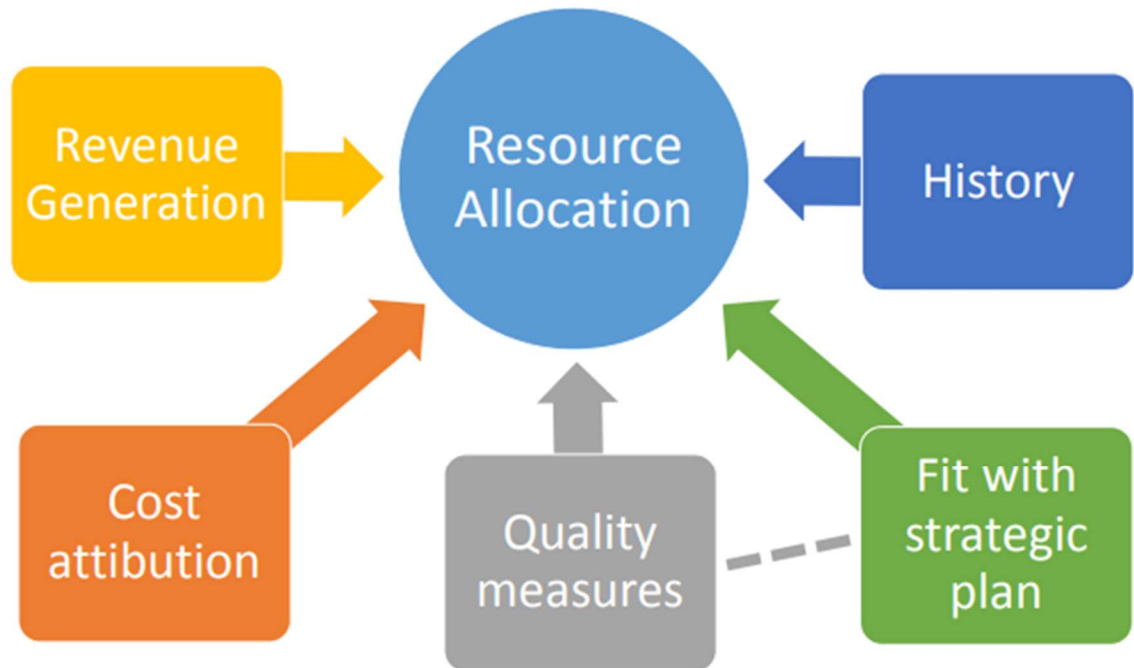 Revenue
Generation
Resource
Allocation
History
Cost
attibution
Quality
measures
Fit with
strategic
plan